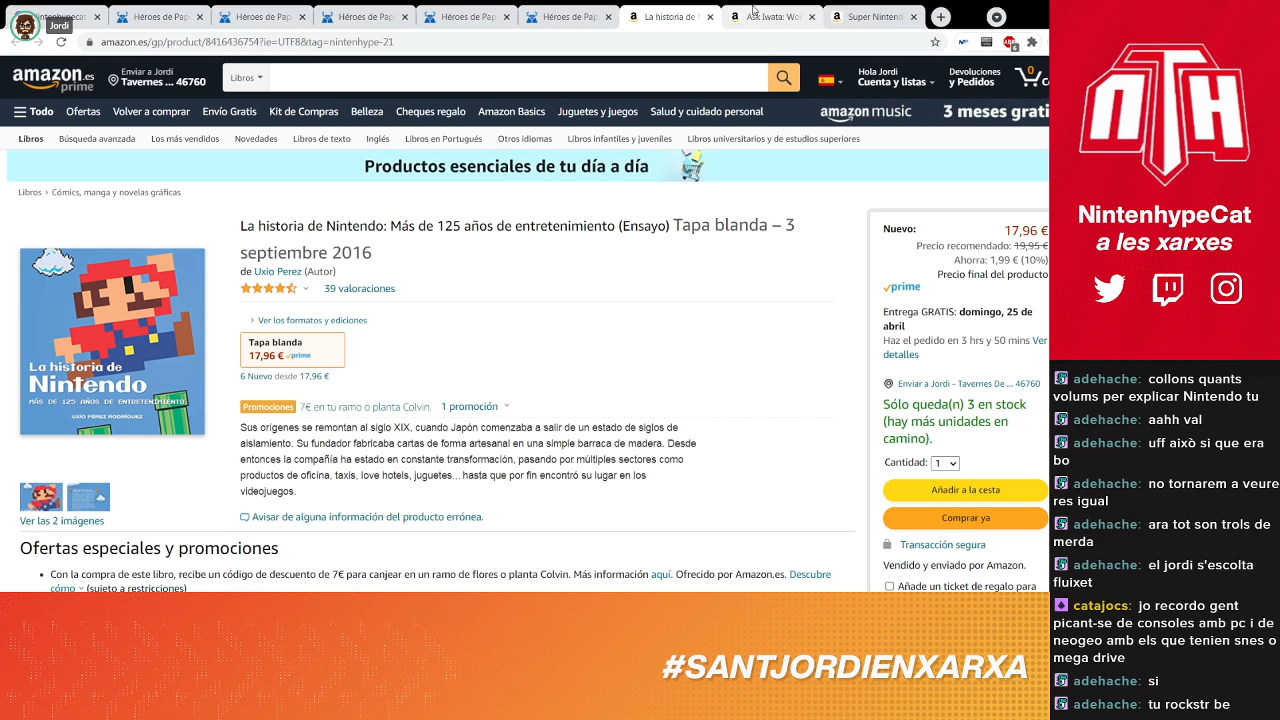 Jordi
nintenhypecat
Héroes de Pap
Héroes de Pap
Héroes de Pap
Héroes de Pap
Héroes de Pap
La historia de
Ask Iwata: Wo
Super Nintend
amazon.es/gp/product/8416436754?ie=UTF8&tag=nintenhype-21
amazon.es
prime
Enviar a Jordi
Tavernes ... 46760
Libros
Hola Jordi
Cuenta y listas
Devoluciones
y Pedidos
0
Todo
Ofertas
Volver a comprar
Envío Gratis
Kit de Compras
Belleza
Cheques regalo
Amazon Basics
Juguetes y juegos
Salud y cuidado personal
amazon music
3 meses grati
Libros
Búsqueda avanzada
Los más vendidos
Novedades
Libros de texto
Inglés
Libros en Portugués
Otros idiomas
Libros infantiles y juveniles
Libros universitarios y de estudios superiores
Productos esenciales de tu día a día
Libros › Cómics, manga y novelas gráficas
La historia de Nintendo: Más de 125 años de entretenimiento (Ensayo) Tapa blanda – 3
septiembre 2016
de Uxio Perez (Autor)
39 valoraciones
Ver los formatos y ediciones
Tapa blanda
17,96 € prime
6 Nuevo desde 17,96 €
Promociones 7€ en tu ramo o planta Colvin. 1 promoción
Sus orígenes se remontan al siglo XIX, cuando Japón comenzaba a salir de un estado de siglos de
aislamiento. Su fundador fabricaba cartas de forma artesanal en una simple barraca de madera. Desde
entonces la compañía ha estado en constante transformación, pasando por múltiples sectores como
productos de oficina, taxis, love hotels, juguetes... hasta que por fin encontró su lugar en los
videojuegos.
Avisar de alguna información del producto errónea.
La historia de
Nintendo
MÁS DE 125 AÑOS DE ENTRETENIMIENTO
UXIO PÉREZ RODRÍGUEZ
Ver las 2 imágenes
Ofertas especiales y promociones
• Con la compra de este libro, recibe un código de descuento de 7€ para canjear en un ramo de flores o planta Colvin. Más información aquí. Ofrecido por Amazon.es. Descubre
cómo (sujeto a restricciones)
Nuevo: 17,96 €
Precio recomendado: 19,95 €
Ahorra: 1,99 € (10%)
Precio final del producto
prime
Entrega GRATIS: domingo, 25 de
abril
Haz el pedido en 3 hrs y 50 mins Ver
detalles
Enviar a Jordi - Tavernes De ... 46760
Sólo queda(n) 3 en stock
(hay más unidades en
camino).
Cantidad: 1
Añadir a la cesta
Comprar ya
Transacción segura
Vendido y enviado por Amazon.
Añade un ticket de regalo para
#SANTJORDIENXARXA
NTH
NintenhypeCat
a les xarxes
adehache: collons quants
volums per explicar Nintendo tu
adehache: aahh val
adehache: uff això si que era
bo
adehache: no tornarem a veure
res igual
adehache: ara tot son trols de
merda
adehache: el jordi s'escolta
fluixet
catajocs: jo recordo gent
picant-se de consoles amb pc i de
neogeo amb els que tenien snes o
mega drive
adehache: si
adehache: tu rockstr be